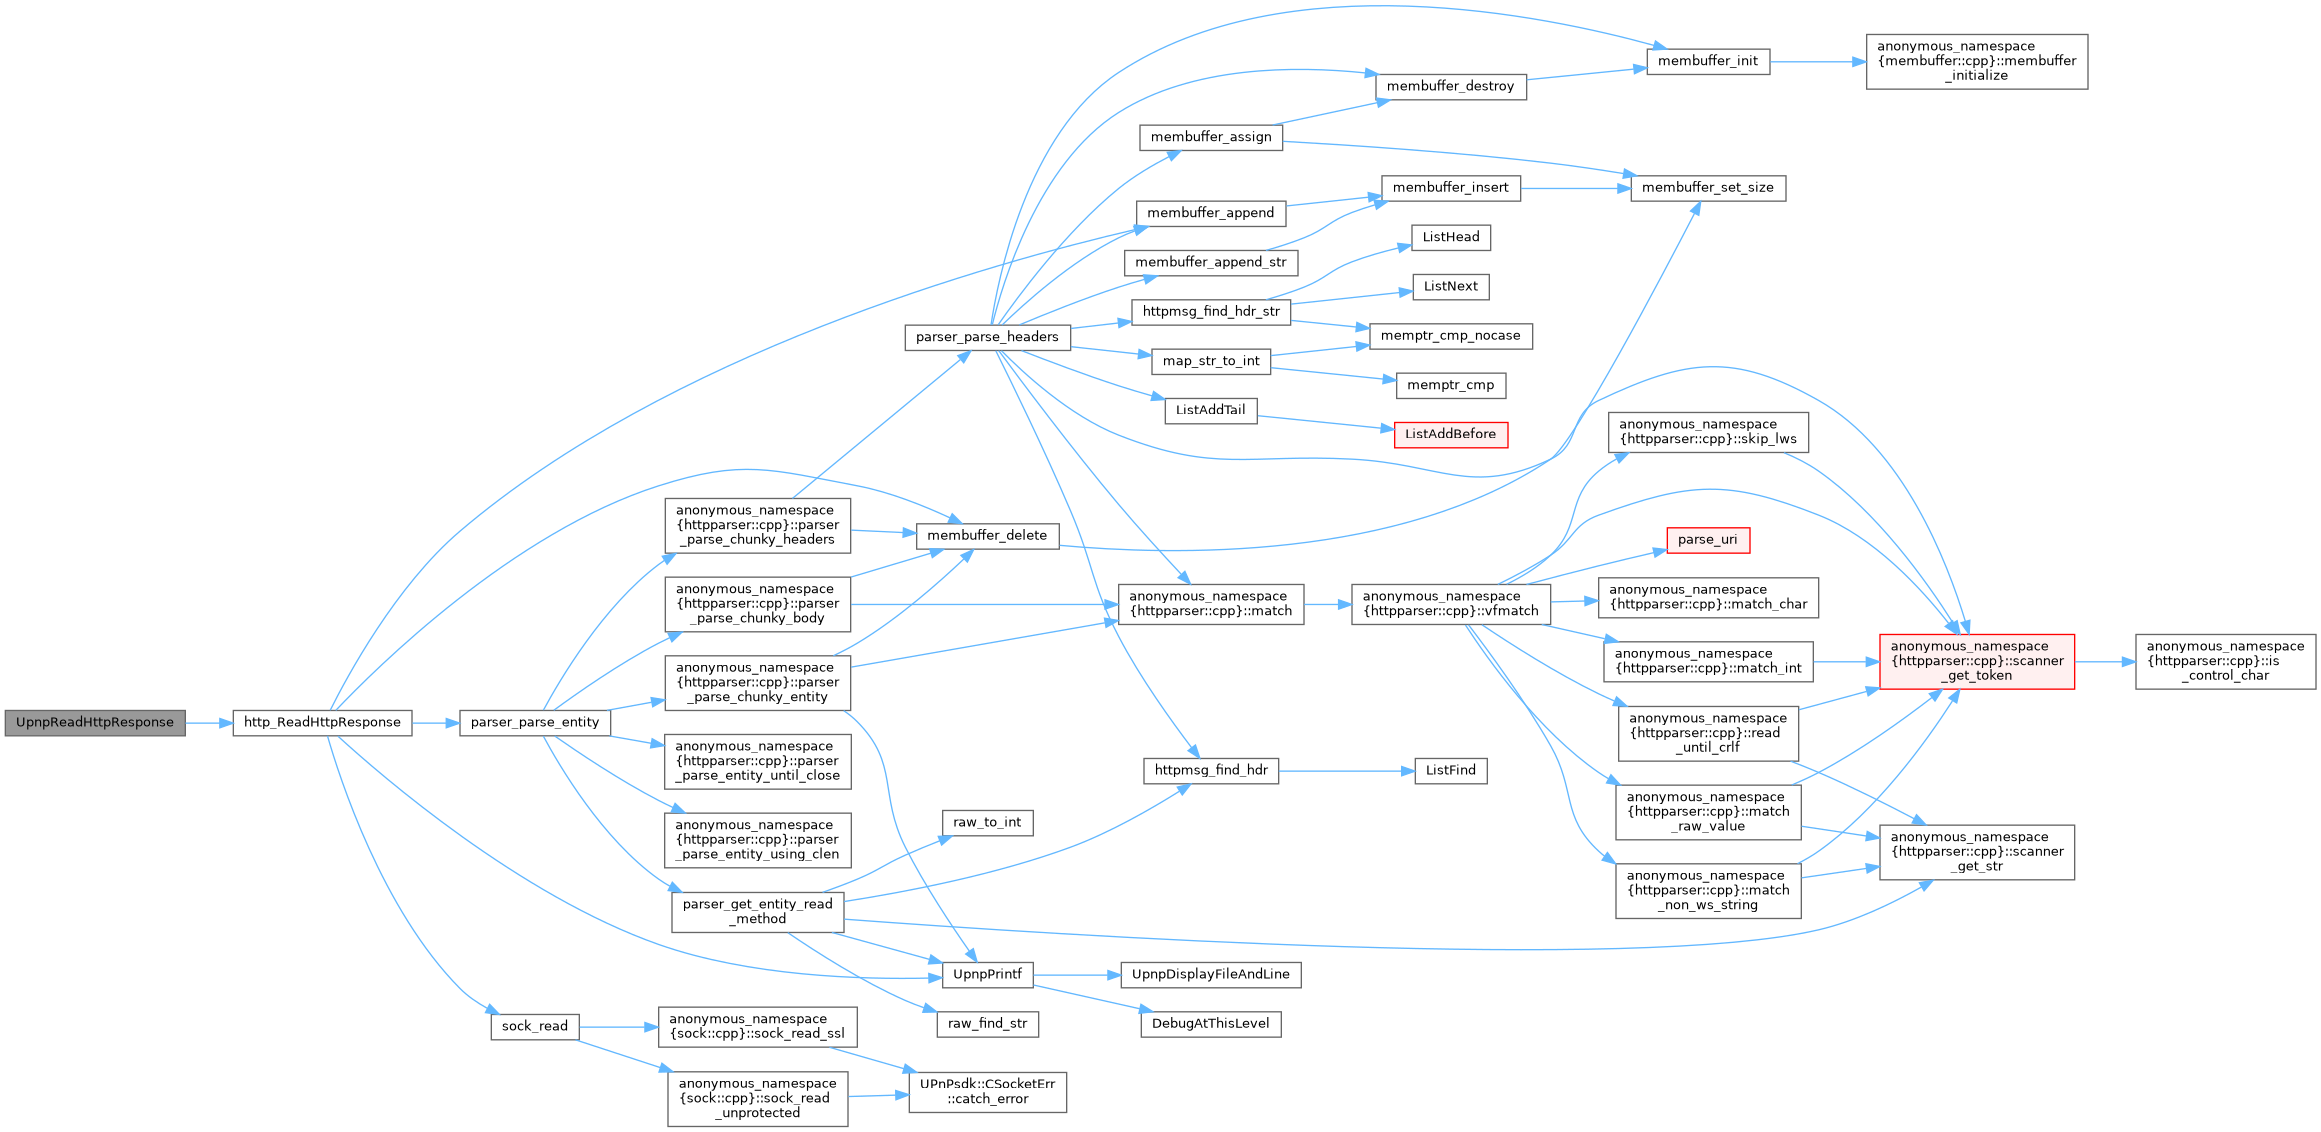 UpnpReadHttpResponse
http_ReadHttpResponse
parser_parse_entity
sock_read
anonymous_namespace
{httpparser::cpp}::parser
_parse_chunky_headers
anonymous_namespace
{httpparser::cpp}::parser
_parse_chunky_body
anonymous_namespace
{httpparser::cpp}::parser
_parse_chunky_entity
anonymous_namespace
{httpparser::cpp}::parser
_parse_entity_until_close
anonymous_namespace
{httpparser::cpp}::parser
_parse_entity_using_clen
parser_get_entity_read
_method
anonymous_namespace
{sock::cpp}::sock_read_ssl
anonymous_namespace
{sock::cpp}::sock_read
_unprotected
parser_parse_headers
membuffer_delete
raw_to_int
UpnpPrintf
raw_find_str
UPnPsdk::CSocketErr
::catch_error
membuffer_assign
membuffer_append
membuffer_append_str
httpmsg_find_hdr_str
map_str_to_int
ListAddTail
anonymous_namespace
{httpparser::cpp}::match
httpmsg_find_hdr
UpnpDisplayFileAndLine
DebugAtThisLevel
membuffer_destroy
membuffer_insert
ListHead
ListNext
memptr_cmp_nocase
memptr_cmp
ListAddBefore
anonymous_namespace
{httpparser::cpp}::vfmatch
ListFind
membuffer_init
membuffer_set_size
anonymous_namespace
{httpparser::cpp}::skip_lws
parse_uri
anonymous_namespace
{httpparser::cpp}::match_char
anonymous_namespace
{httpparser::cpp}::match_int
anonymous_namespace
{httpparser::cpp}::read
_until_crlf
anonymous_namespace
{httpparser::cpp}::match
_raw_value
anonymous_namespace
{httpparser::cpp}::match
_non_ws_string
anonymous_namespace
{membuffer::cpp}::membuffer
_initialize
anonymous_namespace
{httpparser::cpp}::scanner
_get_token
anonymous_namespace
{httpparser::cpp}::scanner
_get_str
anonymous_namespace
{httpparser::cpp}::is
_control_char